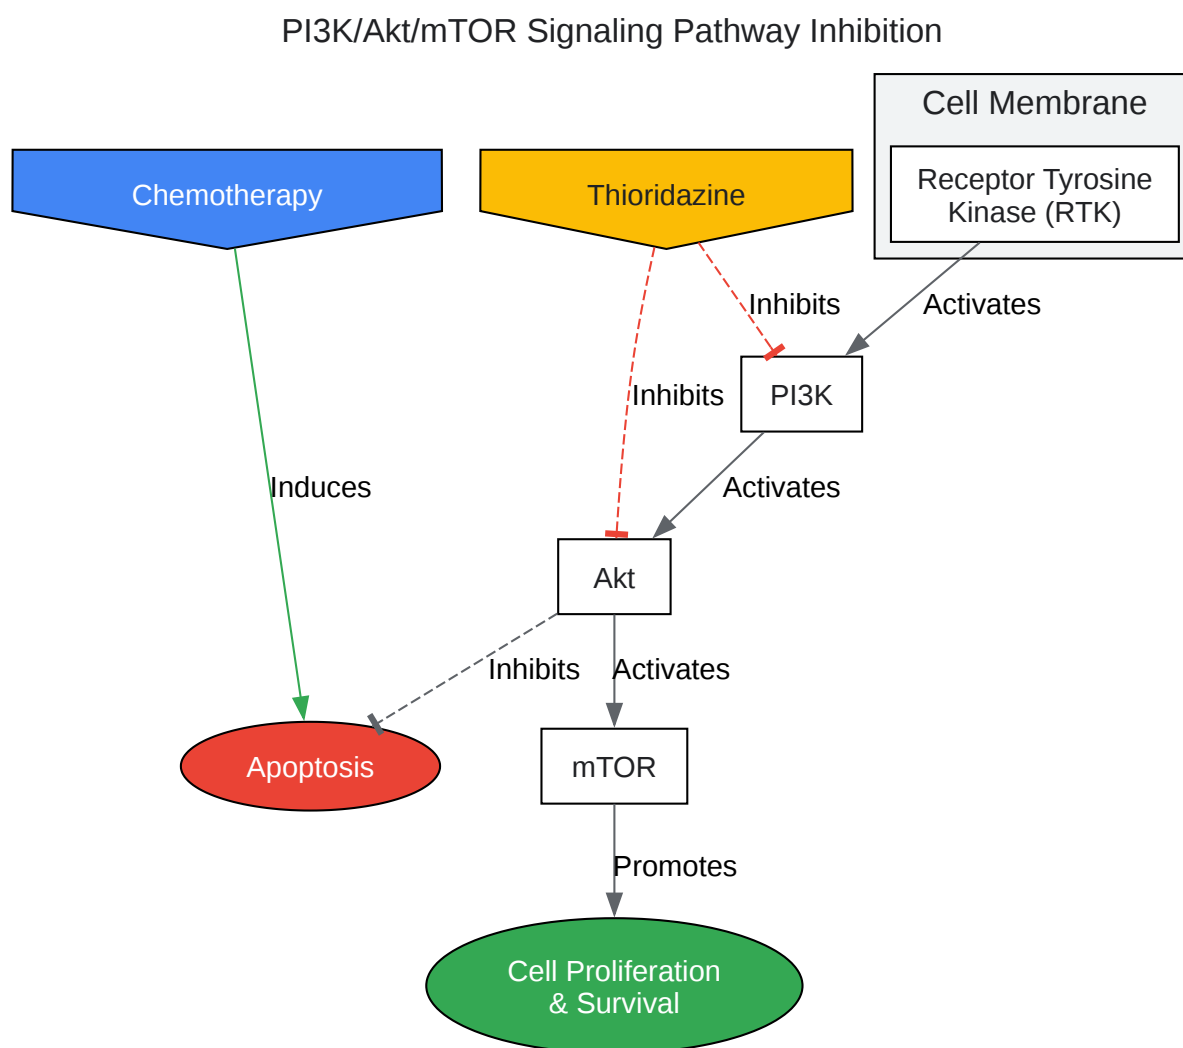 PI3K/Akt/mTOR Signaling Pathway Inhibition
Cell Membrane
Chemotherapy
Thioridazine
Receptor Tyrosine
Kinase (RTK)
Inhibits
Activates
Inhibits
PI3K
Induces
Activates
Akt
Inhibits
Activates
Apoptosis
mTOR
Promotes
Cell Proliferation
& Survival